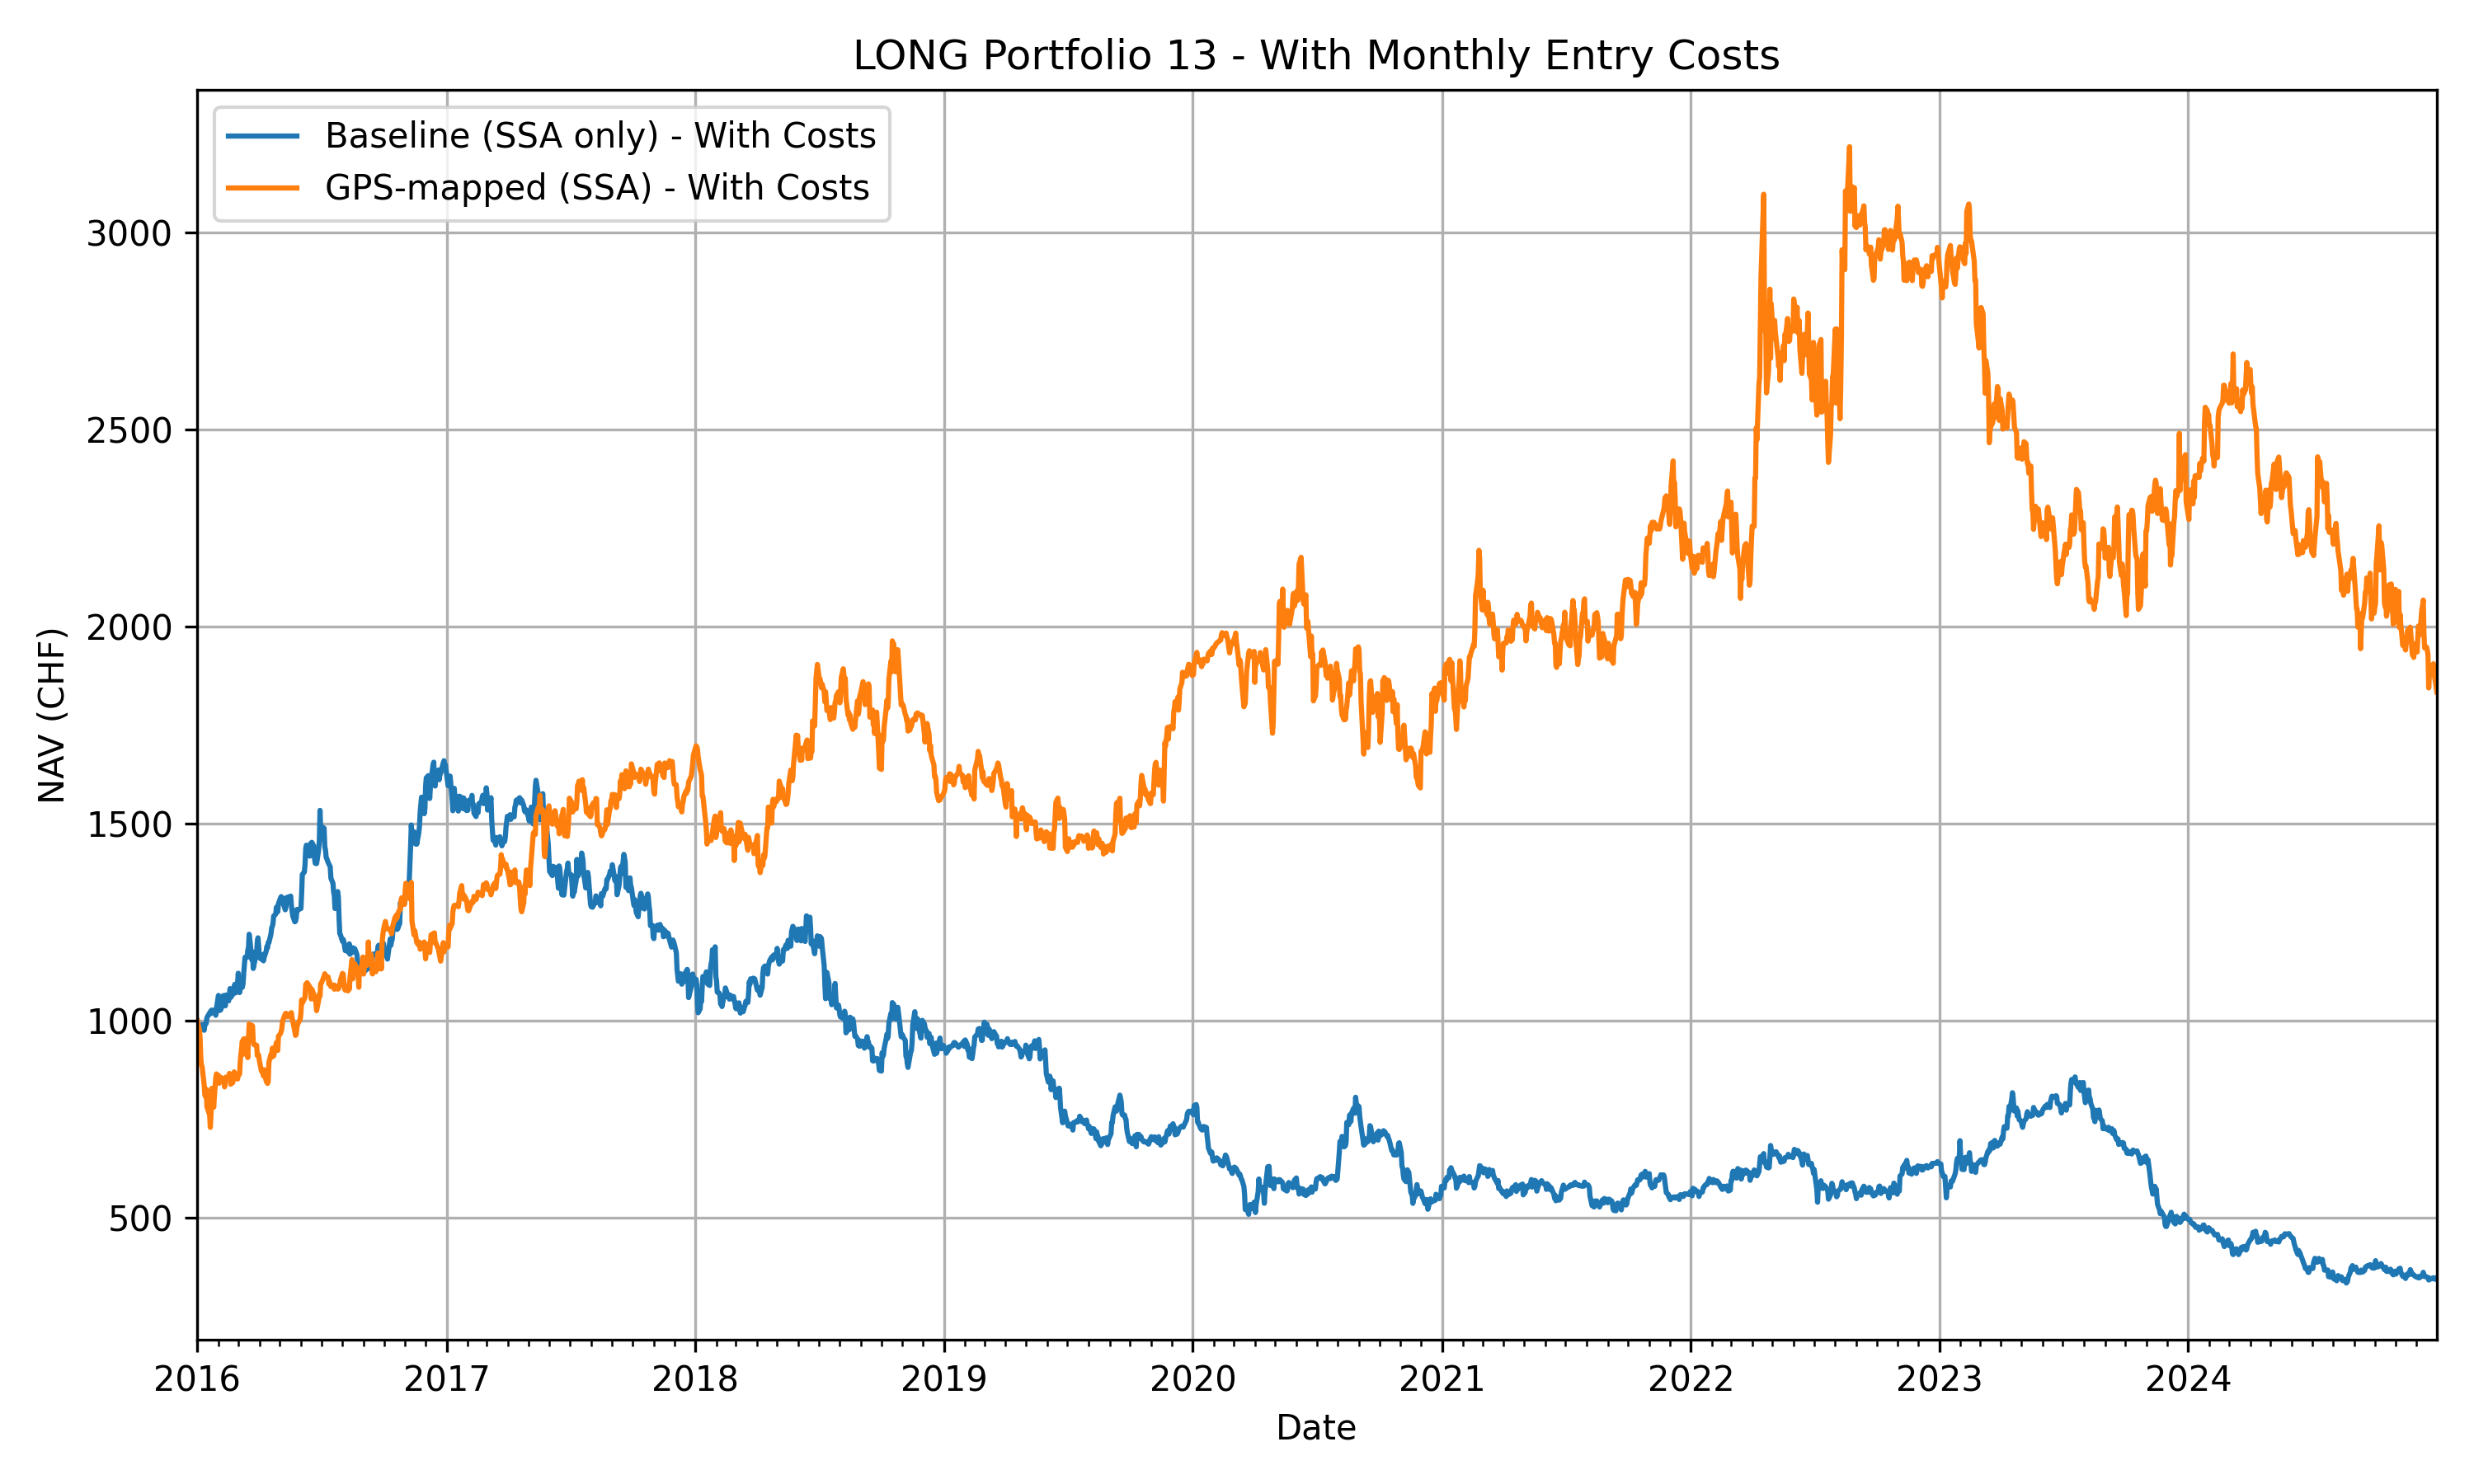 LONG Portfolio 13 - With Monthly Entry Costs
Baseline (SSA only) - With Costs
GPS-mapped (SSA) - With Costs
3000
2500
2000
1500
1000
500
NAV (CHF)
2016 2017 2018 2019 2020 2021 2022 2023 2024
Date